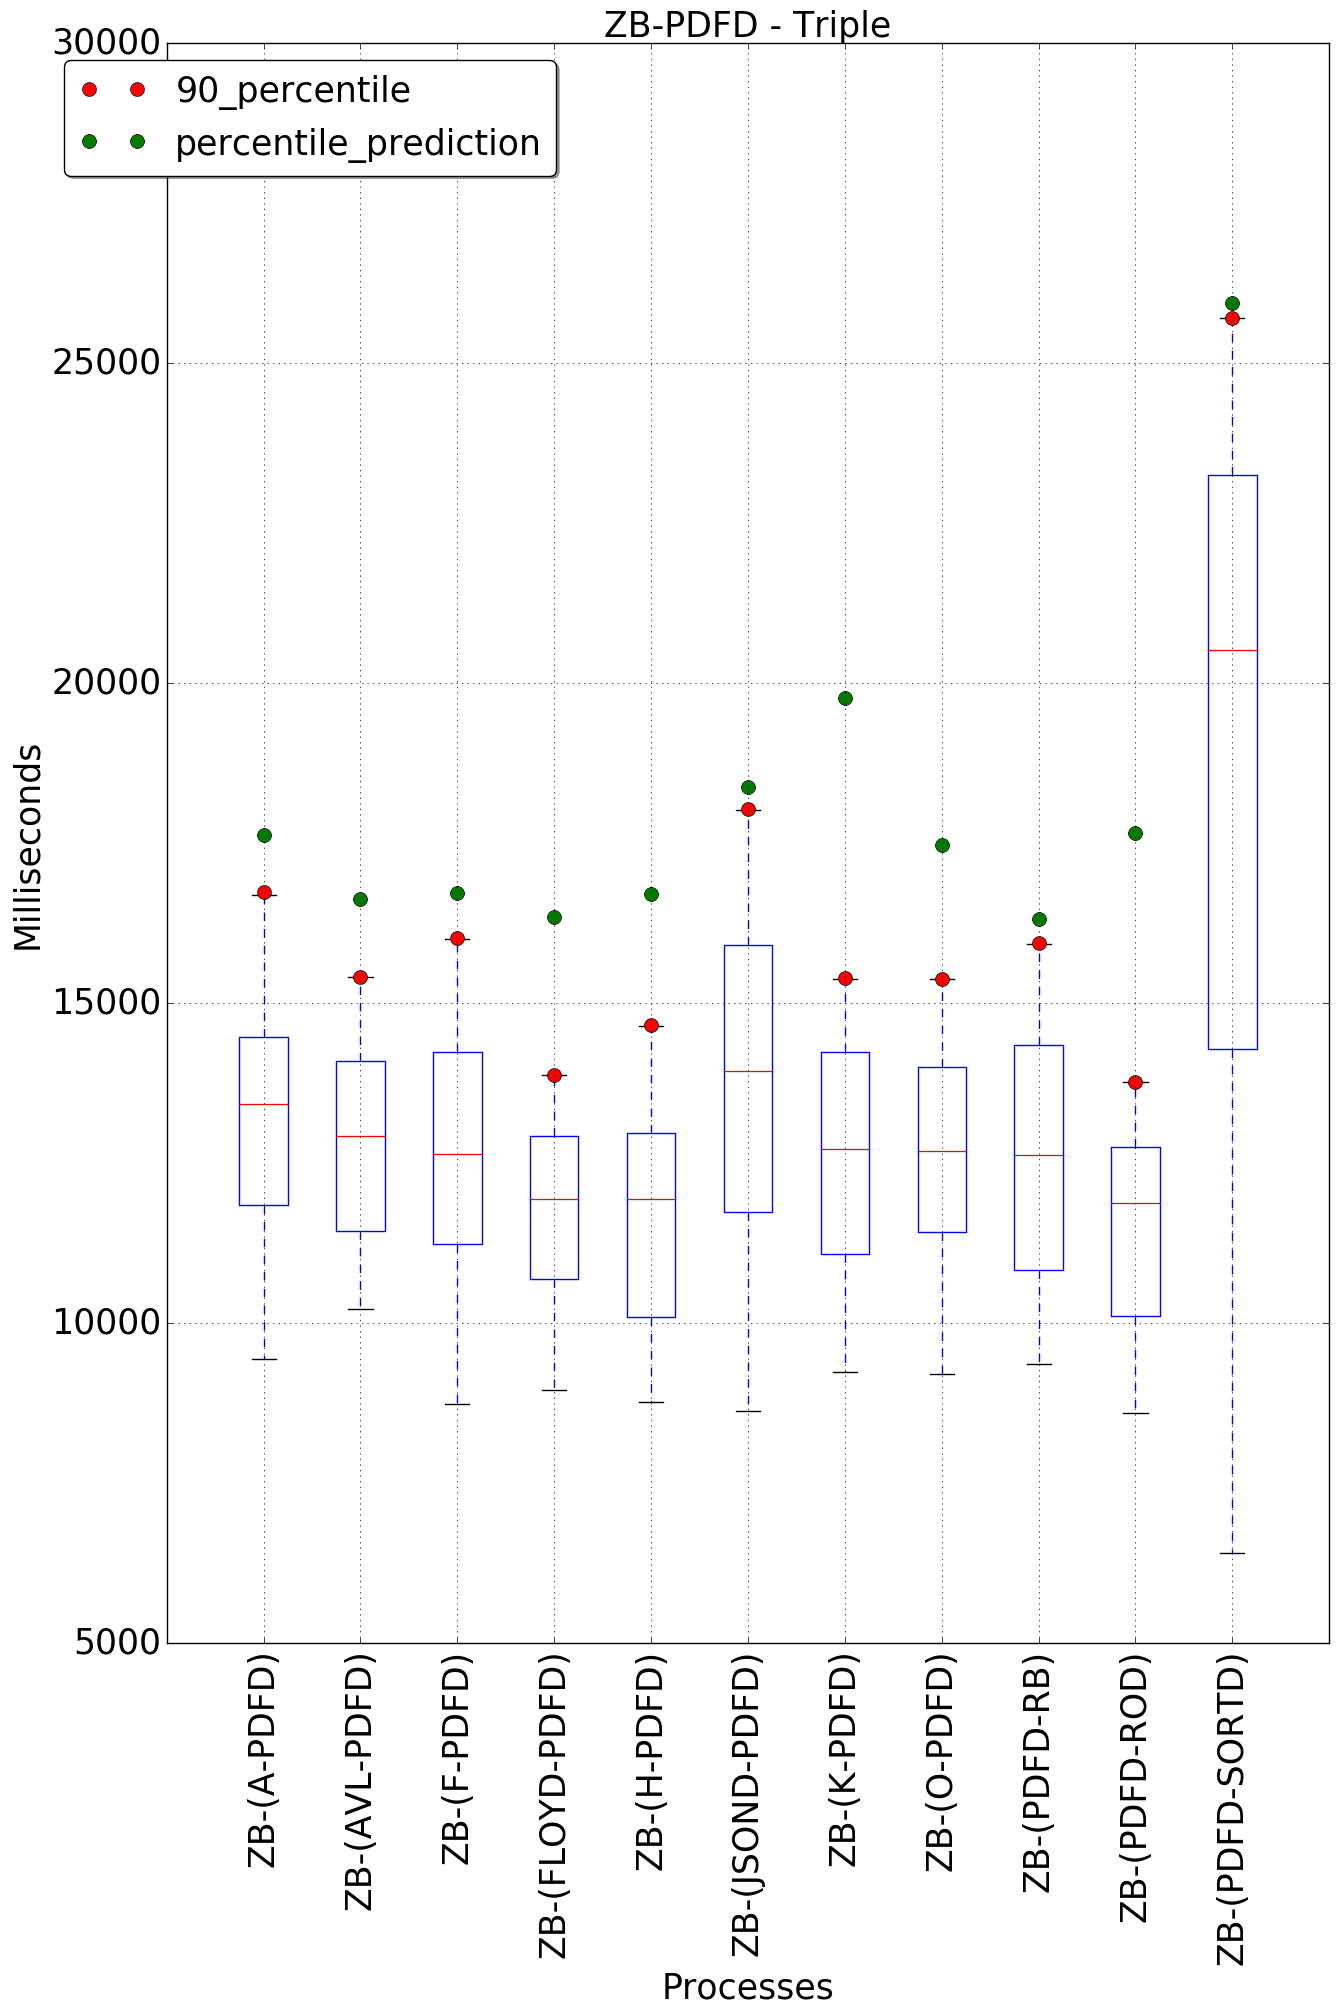 ZB-PDFD - Triple
90_percentile
percentile_prediction
30000
25000
20000
15000
10000
5000
Milliseconds
ZB-(A-PDFD)
ZB-(AVL-PDFD)
ZB-(F-PDFD)
ZB-(FLOYD-PDFD)
ZB-(H-PDFD)
ZB-(JSOND-PDFD)
ZB-(K-PDFD)
ZB-(O-PDFD)
ZB-(PDFD-RB)
ZB-(PDFD-ROD)
ZB-(PDFD-SORTD)
Processes